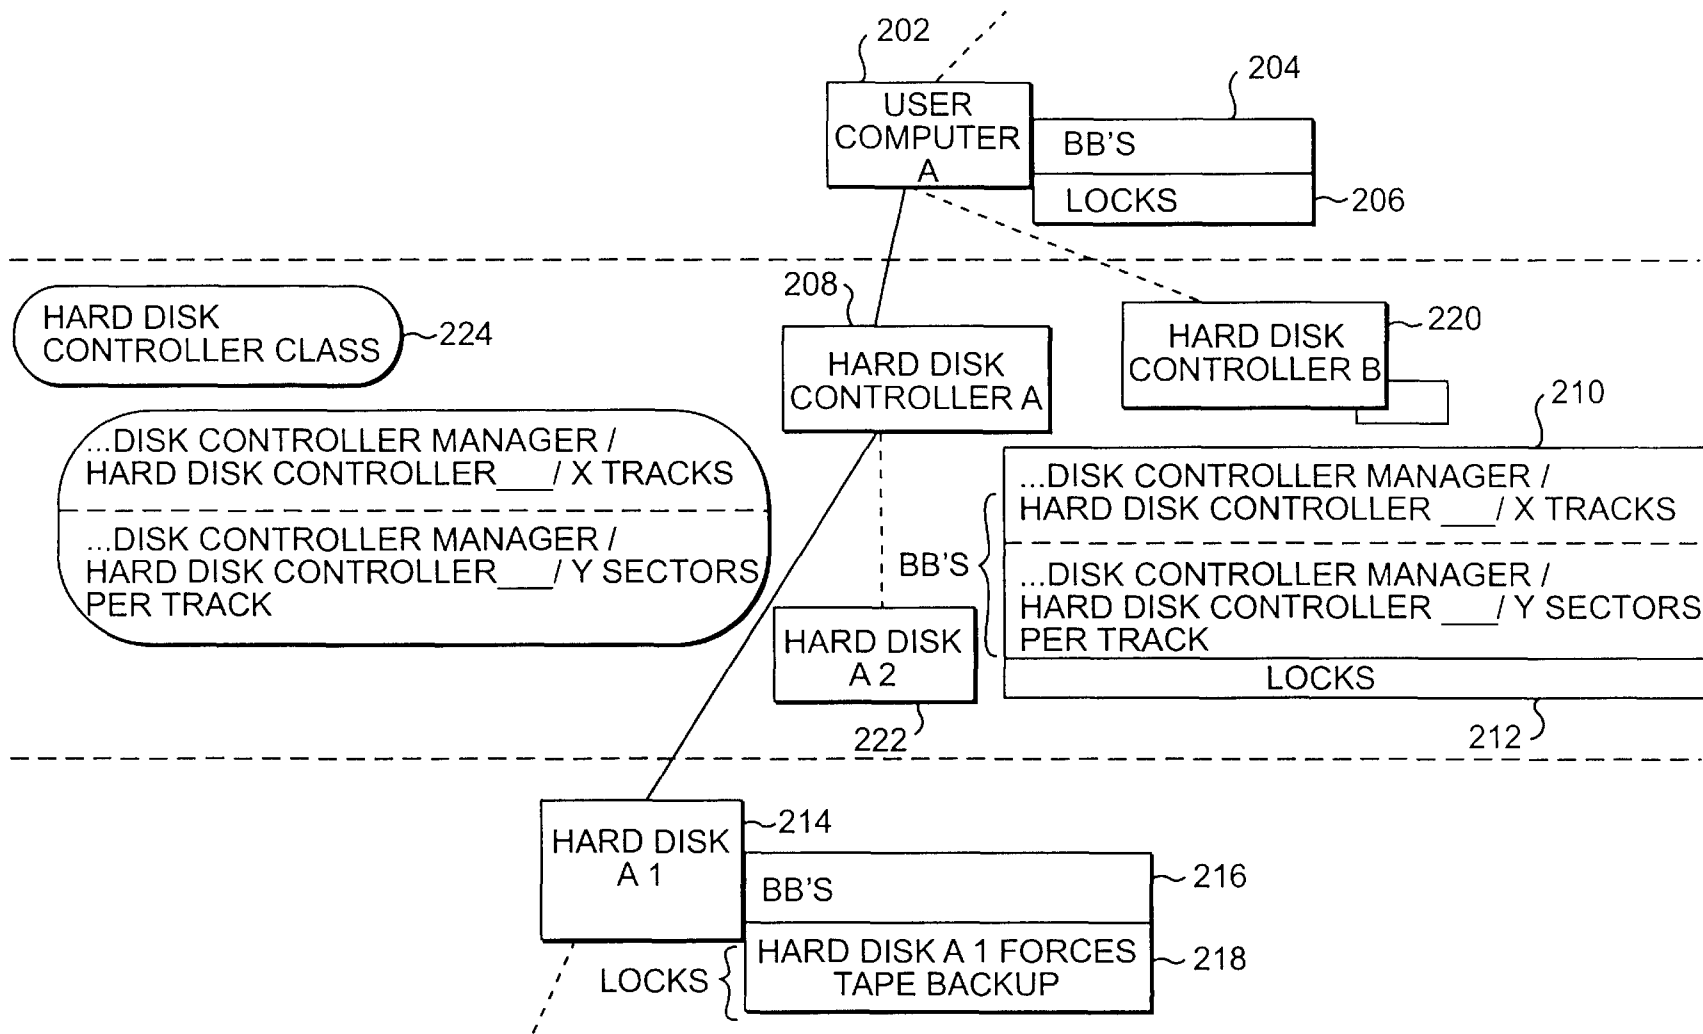 202
USER
COMPUTER
A
204
BB'S
LOCKS
206
HARD DISK
CONTROLLER CLASS
224
208
HARD DISK
CONTROLLER A
HARD DISK
CONTROLLER B
220
...DISK CONTROLLER MANAGER /
HARD DISK CONTROLLER___/ X TRACKS
...DISK CONTROLLER MANAGER /
HARD DISK CONTROLLER___/ Y SECTORS
PER TRACK
210
BB'S
...DISK CONTROLLER MANAGER /
HARD DISK CONTROLLER ___/ X TRACKS
...DISK CONTROLLER MANAGER /
HARD DISK CONTROLLER ___/ Y SECTORS
PER TRACK
LOCKS
212
HARD DISK
A 2
222
HARD DISK
A 1
214
BB'S
216
LOCKS
HARD DISK A 1 FORCES
TAPE BACKUP
218